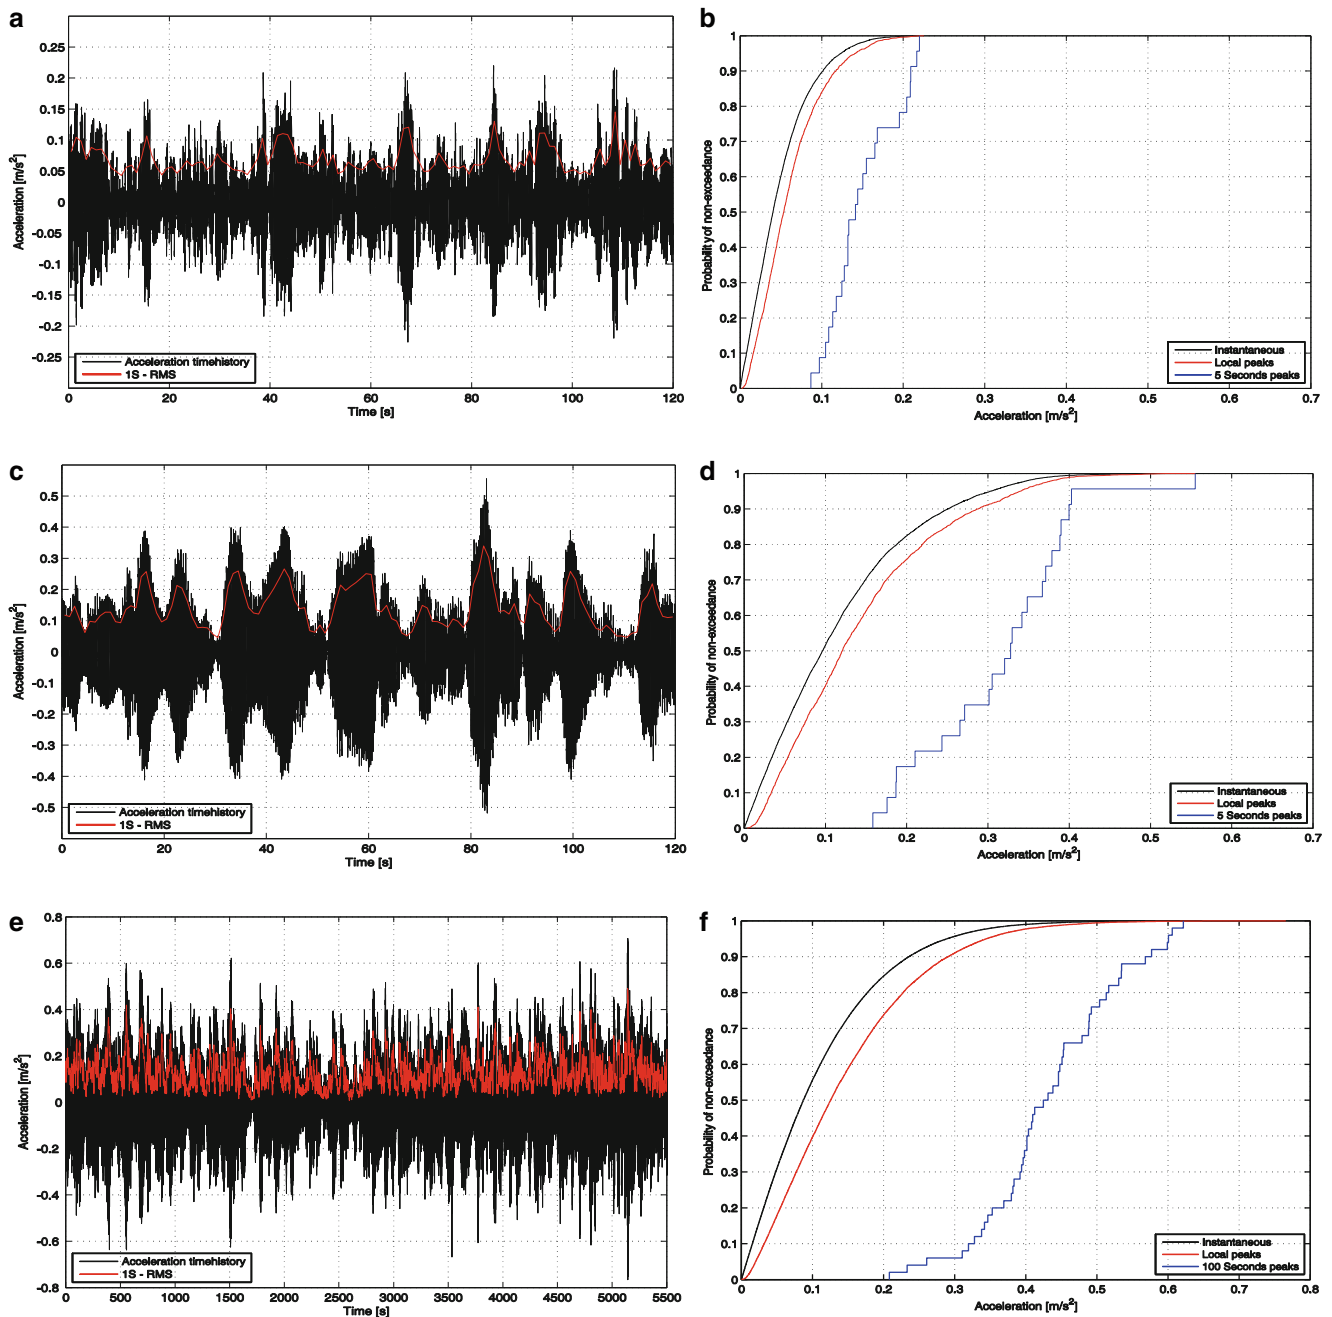 a
Acceleration [m/s²]
0.25
0.2
0.15
0.1
0.05
0
-0.05
-0.1
-0.15
-0.2
-0.25
Acceleration timehistory
1S - RMS
0 20 40 60 80 100 120
Time [s]
b
Probability of non-exceedance
1
0.9
0.8
0.7
0.6
0.5
0.4
0.3
0.2
0.1
0
Instantaneous
Local peaks
5 Seconds peaks
0 0.1 0.2 0.3 0.4 0.5 0.6 0.7
Acceleration [m/s²]
c
Acceleration [m/s²]
0.5
0.4
0.3
0.2
0.1
0
-0.1
-0.2
-0.3
-0.4
-0.5
Acceleration timehistory
1S - RMS
0 20 40 60 80 100 120
Time [s]
d
Probability of non-exceedance
1
0.9
0.8
0.7
0.6
0.5
0.4
0.3
0.2
0.1
0
Instantaneous
Local peaks
5 Seconds peaks
0 0.1 0.2 0.3 0.4 0.5 0.6 0.7
Acceleration [m/s²]
e
Acceleration [m/s²]
0.8
0.6
0.4
0.2
0
-0.2
-0.4
-0.6
-0.8
Acceleration timehistory
1S - RMS
0 500 1000 1500 2000 2500 3000 3500 4000 4500 5000 5500
Time [s]
f
Probability of non-exceedance
1
0.9
0.8
0.7
0.6
0.5
0.4
0.3
0.2
0.1
0
Instantaneous
Local peaks
100 Seconds peaks
0 0.1 0.2 0.3 0.4 0.5 0.6 0.7 0.8
Acceleration [m/s²]